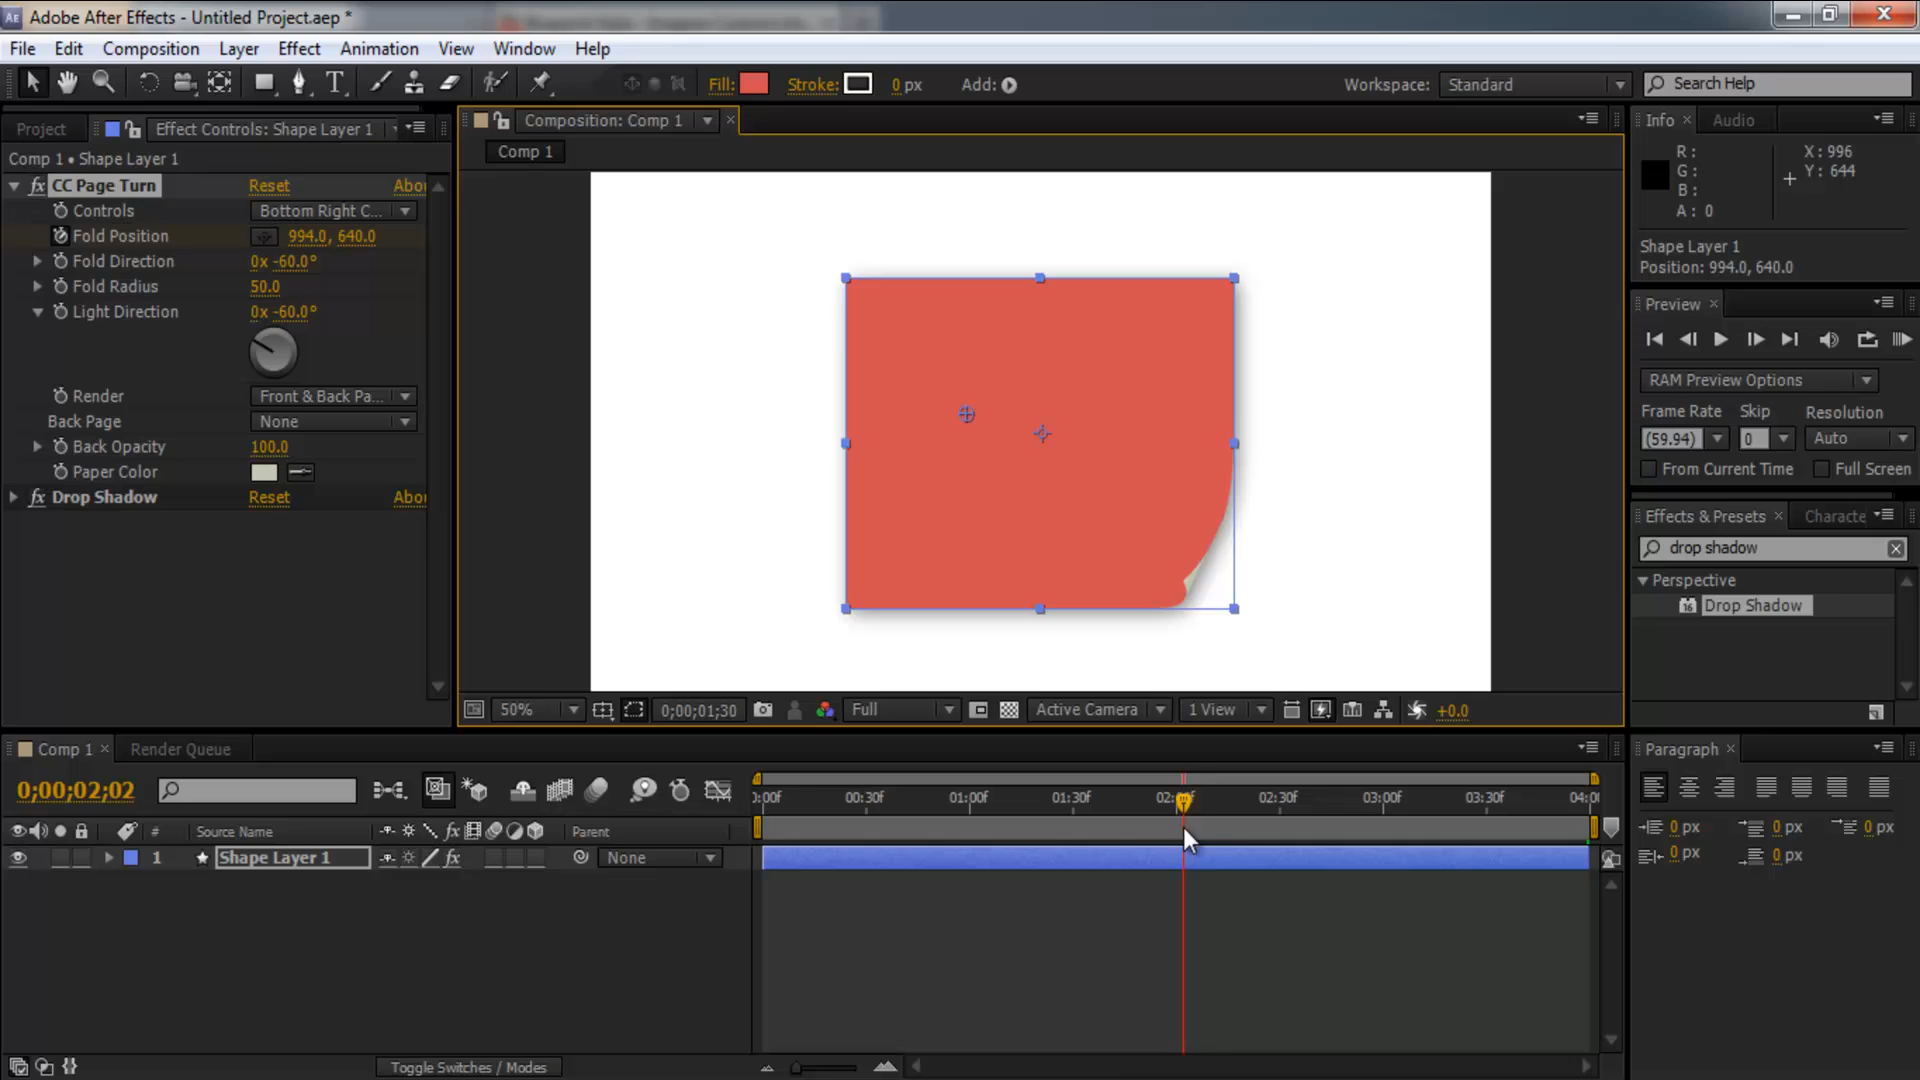 Adobe After Effects - Untitled Project.aep *
File Edit Composition Layer Effect Animation View Window Help
Fill: Stroke: 0 px Add: Workspace: Standard Search Help
Project Effect Controls: Shape Layer 1
Comp 1 • Shape Layer 1
fx CC Page Turn Reset Abou
Controls Bottom Right C...
Fold Position 994.0, 640.0
Fold Direction 0x -60.0°
Fold Radius 50.0
Light Direction 0x -60.0°
Render Front & Back Pa...
Back Page None
Back Opacity 100.0
Paper Color
fx Drop Shadow Reset Abou
Composition: Comp 1
Comp 1
50% 0;00;01;30 Full Active Camera 1 View +0.0
Info Audio
R: X: 996
G: Y: 644
B:
A: 0
Shape Layer 1
Position: 994.0, 640.0
Preview
RAM Preview Options
Frame Rate Skip Resolution
(59.94) 0 Auto
From Current Time Full Screen
Effects & Presets Characte
drop shadow
Perspective
16 Drop Shadow
Comp 1 Render Queue
0;00;02;02
):00f 00:30f 01:00f 01:30f 02: f 02:30f 03:00f 03:30f 04:0
# Source Name fx Parent
1 Shape Layer 1 fx None
Toggle Switches / Modes
Paragraph
0 px 0 px 0 px
0 px 0 px